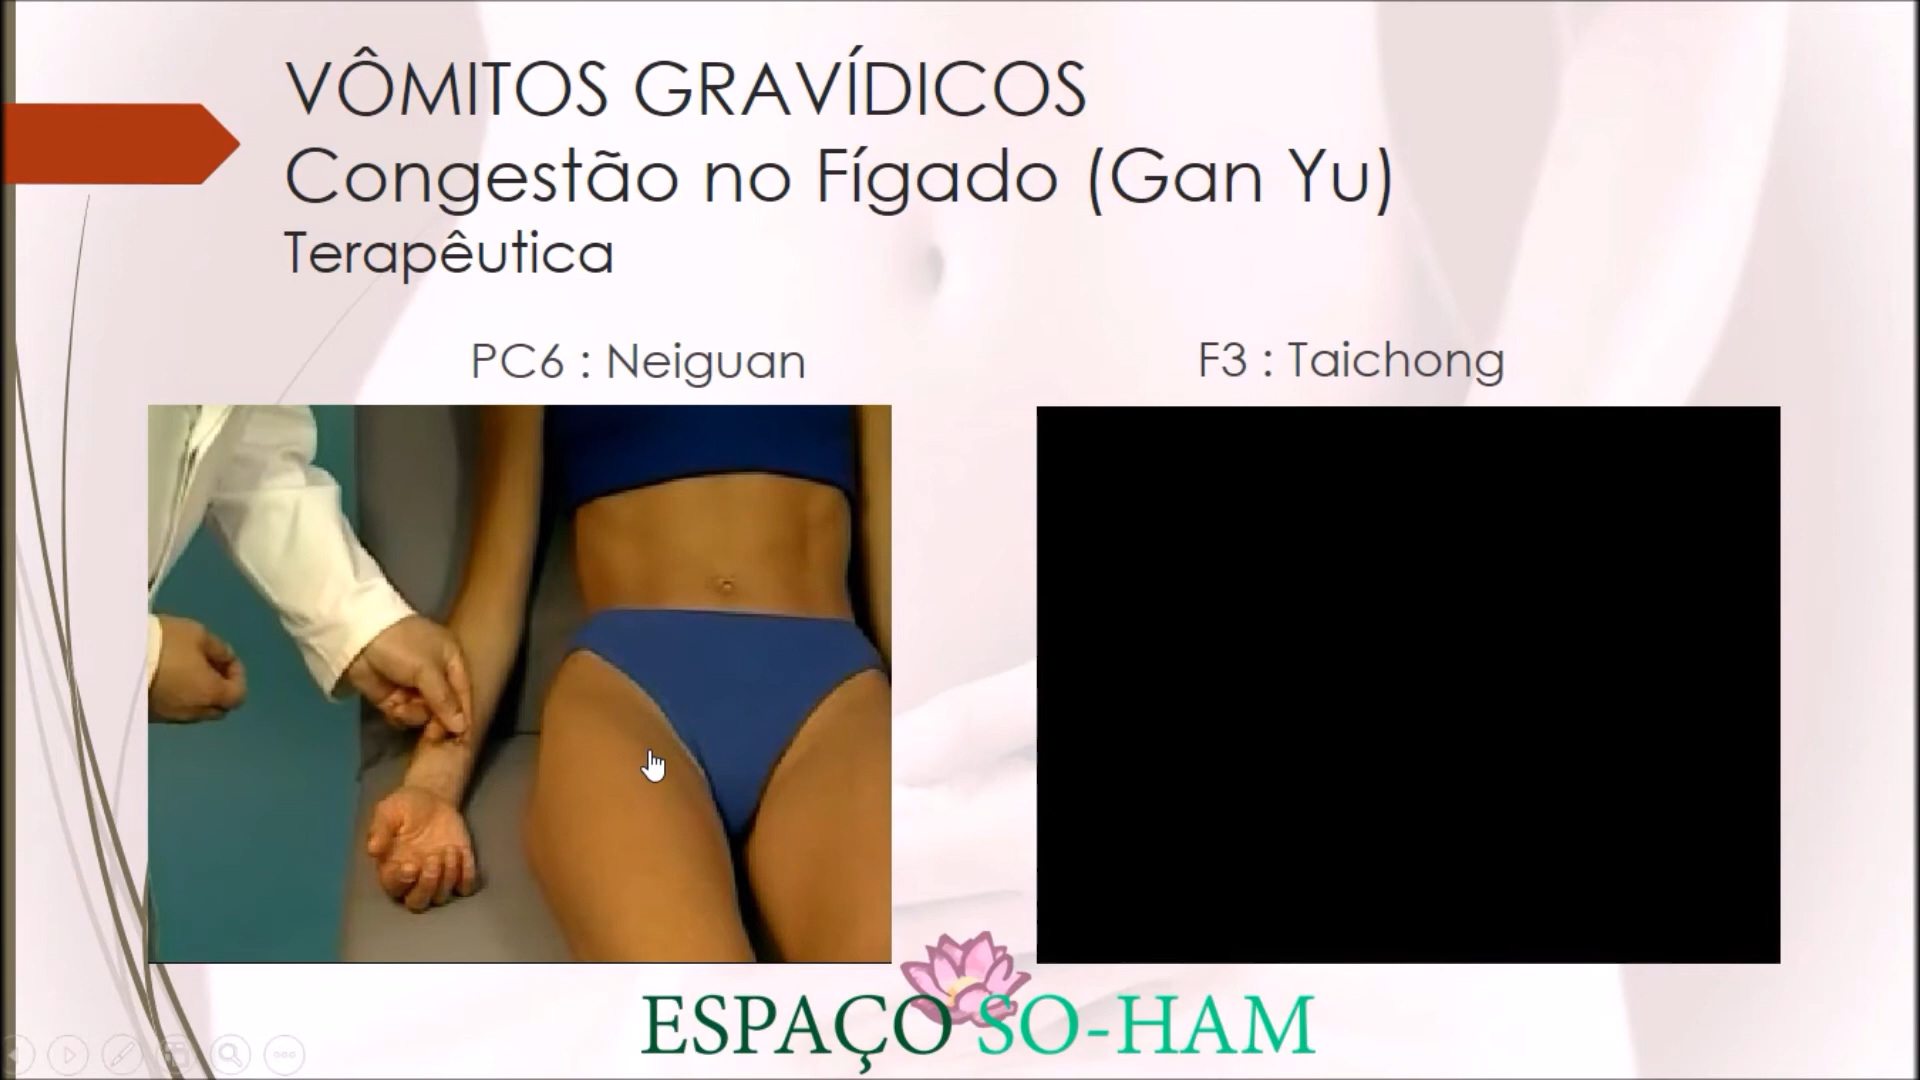 VÔMITOS GRAVÍDICOS
Congestão no Fígado (Gan Yu)
Terapêutica
PC6 : Neiguan
F3 : Taichong
ESPAÇO SO-HAM